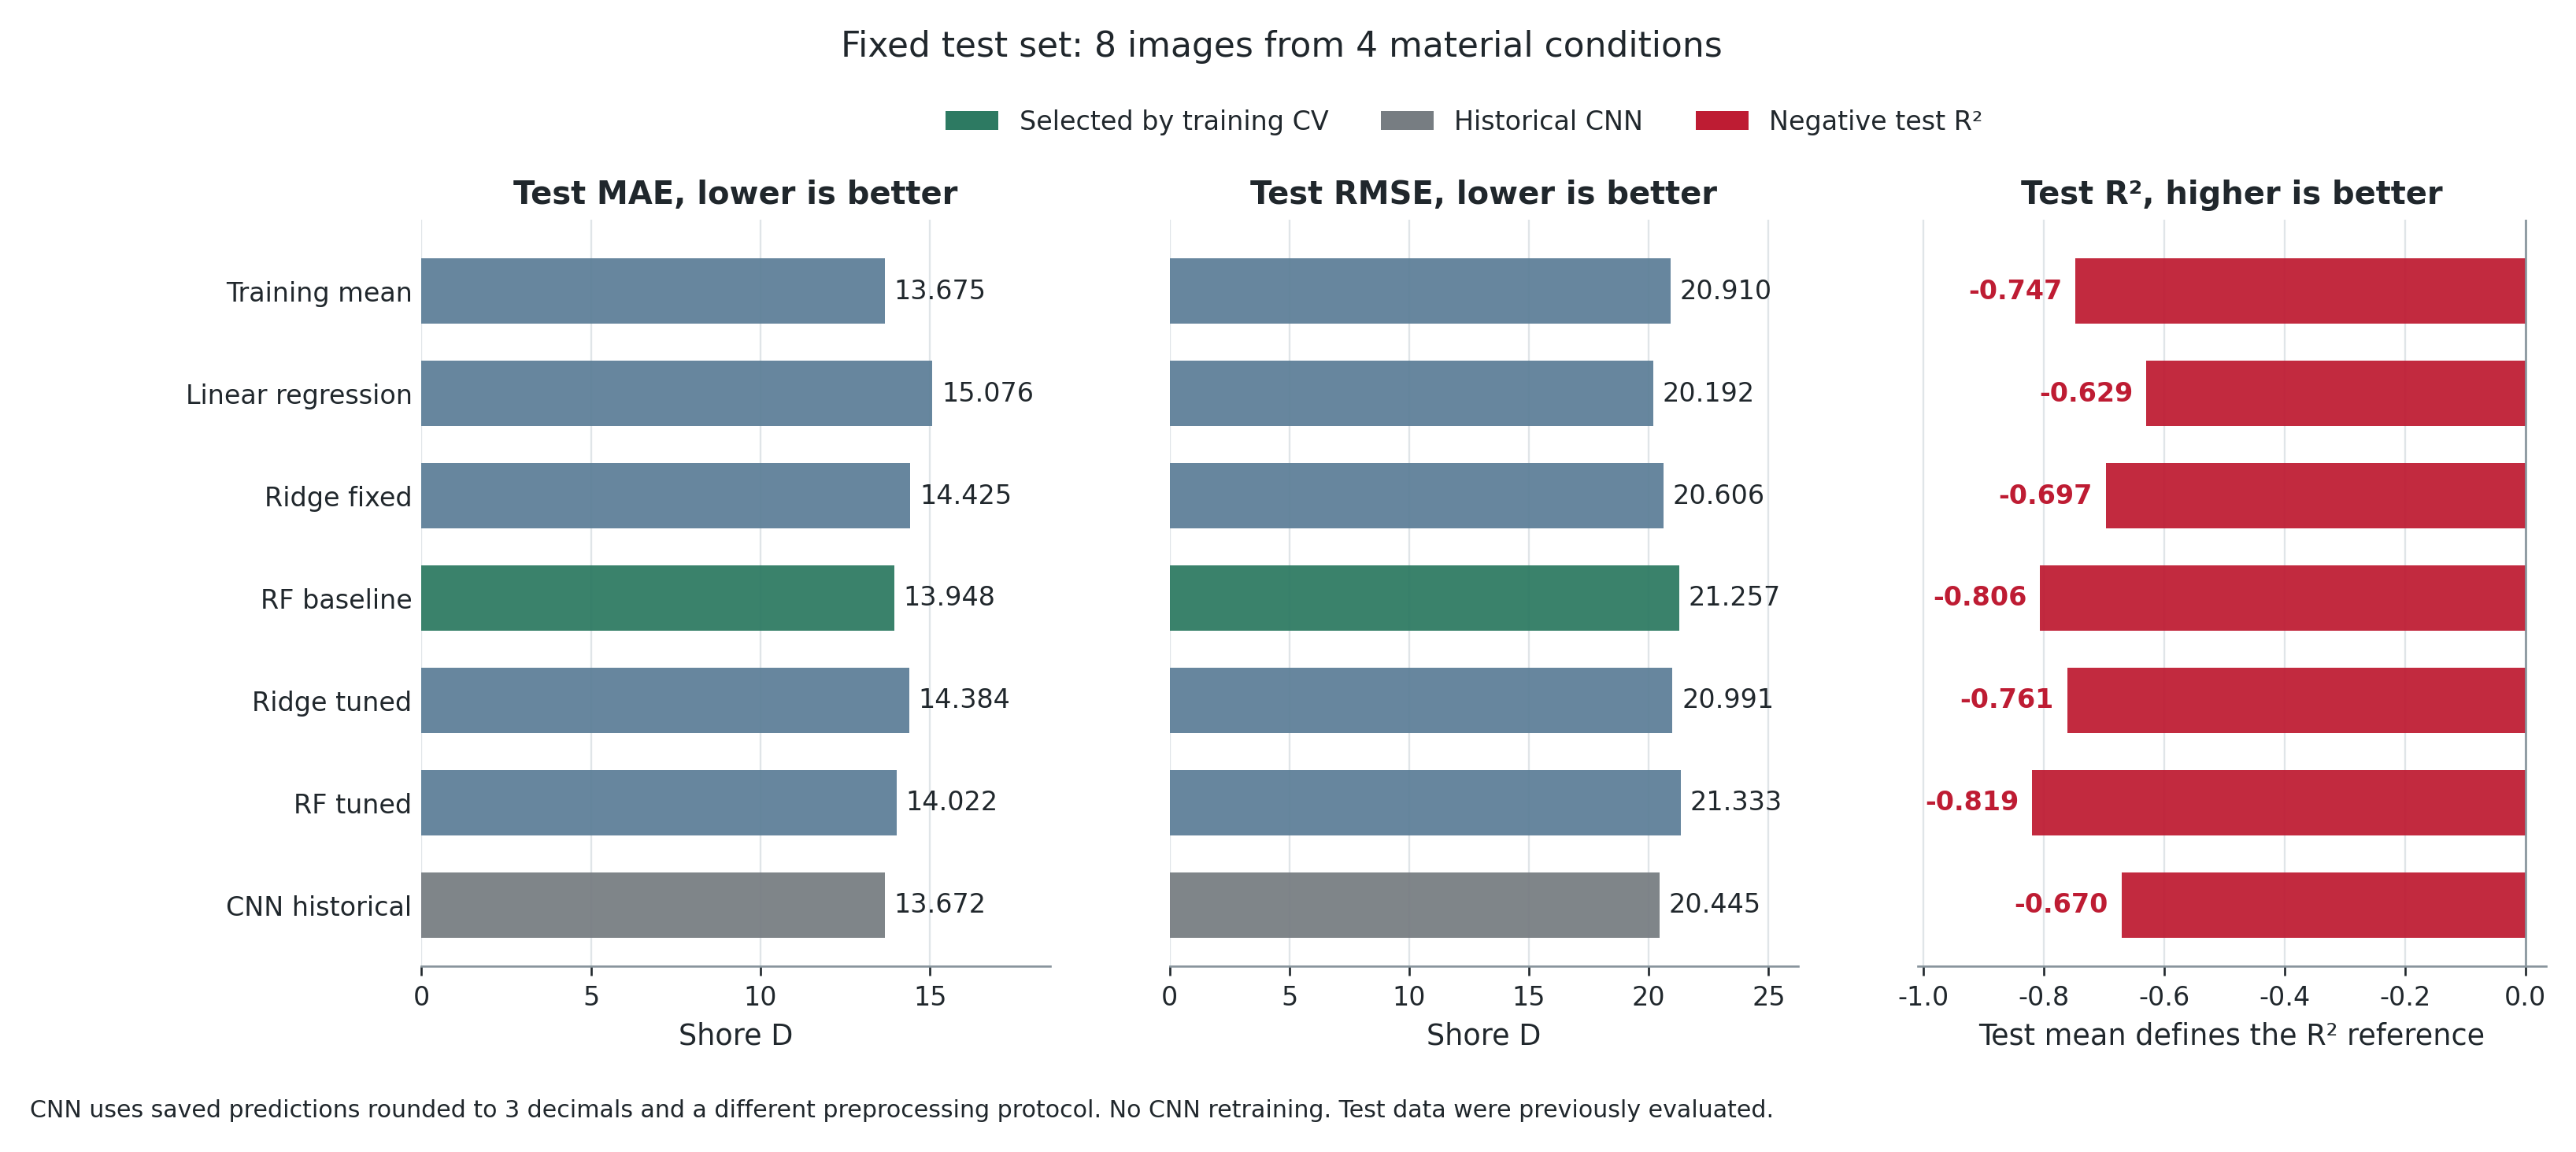 Fixed test set: 8 images from 4 material conditions
Selected by training CV
Historical CNN
Negative test R²
Test MAE, lower is better
Test RMSE, lower is better
Test R², higher is better
Training mean
13.675
20.910
-0.747
Linear regression
15.076
20.192
-0.629
Ridge fixed
14.425
20.606
-0.697
RF baseline
13.948
21.257
-0.806
Ridge tuned
14.384
20.991
-0.761
RF tuned
14.022
21.333
-0.819
CNN historical
13.672
20.445
-0.670
0 5 10 15
0 5 10 15 20 25
-1.0 -0.8 -0.6 -0.4 -0.2 0.0
Shore D
Shore D
Test mean defines the R² reference
CNN uses saved predictions rounded to 3 decimals and a different preprocessing protocol. No CNN retraining. Test data were previously evaluated.